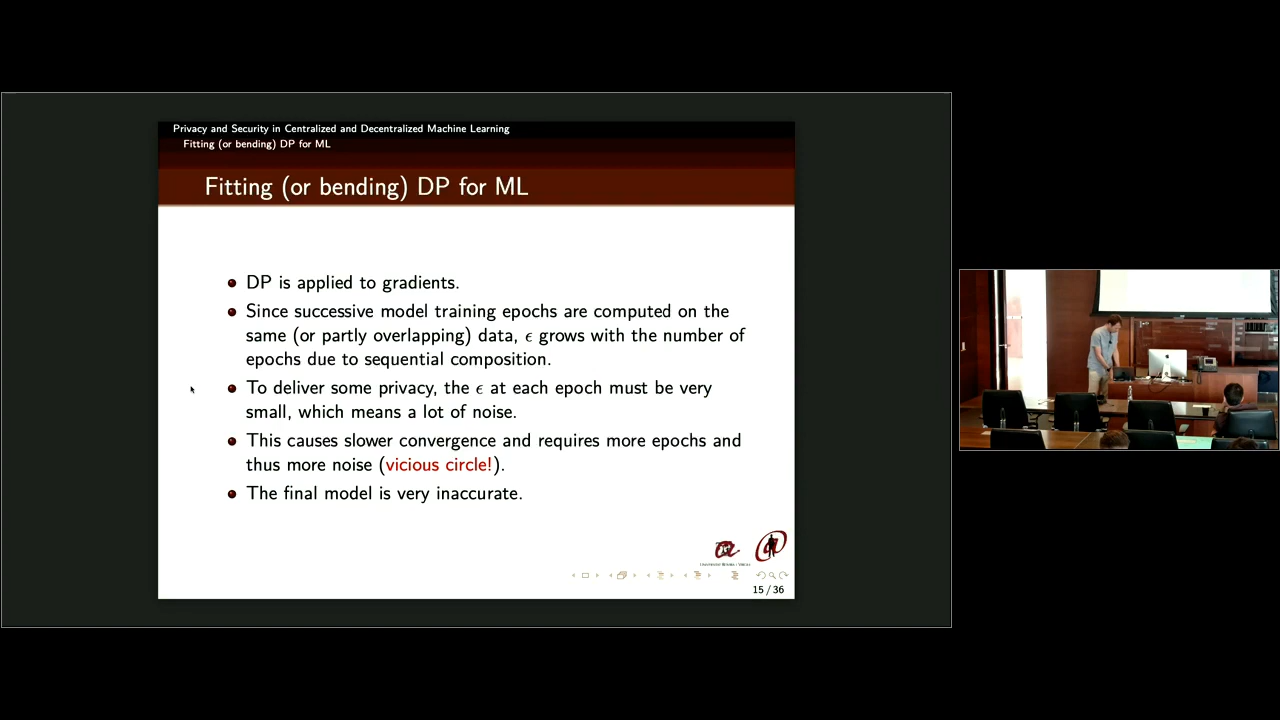 Privacy and Security in Centralized and Decentralized Machine Learning
Fitting (or bending) DP for ML
Fitting (or bending) DP for ML
DP is applied to gradients.
Since successive model training epochs are computed on the
same (or partly overlapping) data, ϵ grows with the number of
epochs due to sequential composition.
To deliver some privacy, the ϵ at each epoch must be very
small, which means a lot of noise.
This causes slower convergence and requires more epochs and
thus more noise (vicious circle!).
The final model is very inaccurate.
15 / 36